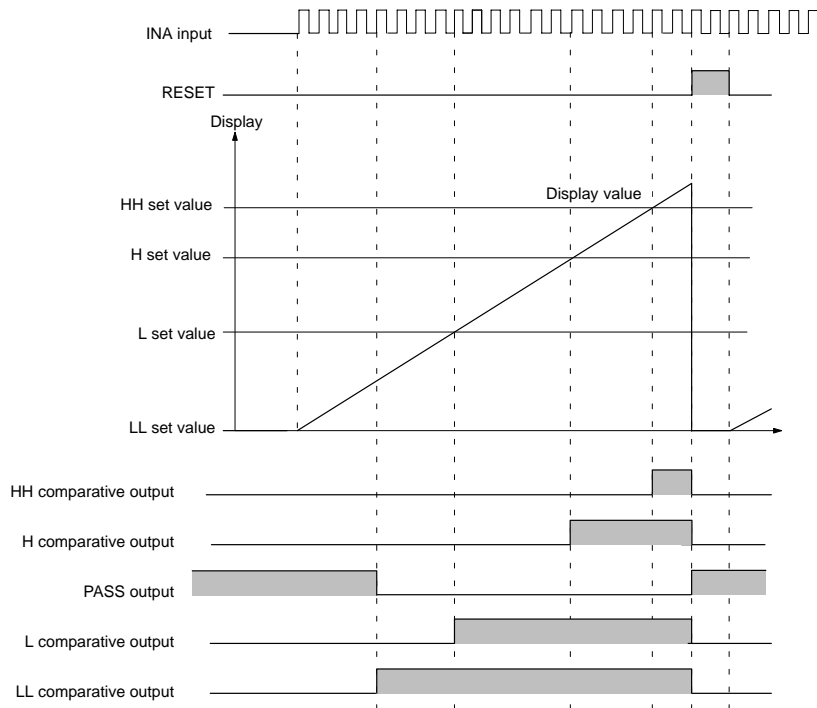 INA input
RESET
Display
Display value
HH set value
H set value
L set value
LL set value
HH comparative output
H comparative output
PASS output
L comparative output
LL comparative output